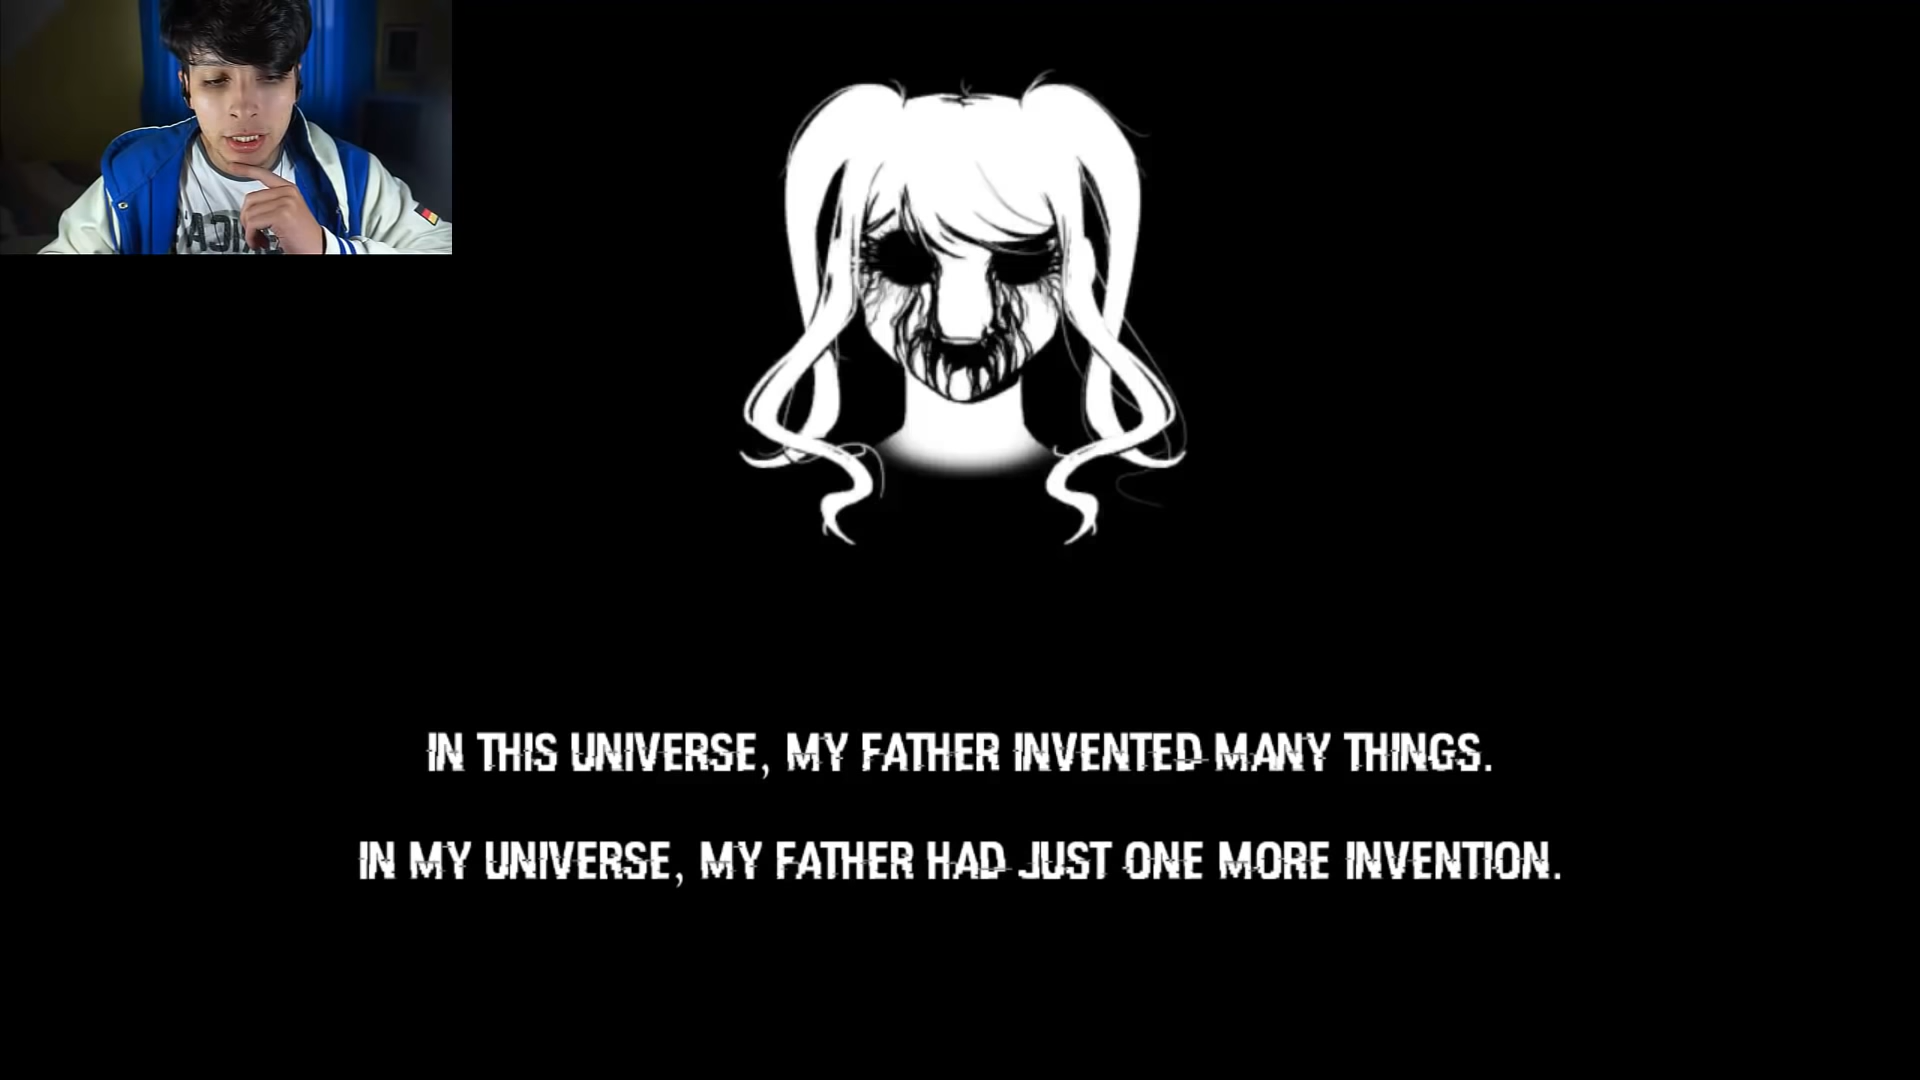 IN THIS UNIVERSE, MY FATHER INVENTED MANY THINGS.
IN MY UNIVERSE, MY FATHER HAD JUST ONE MORE INVENTION.